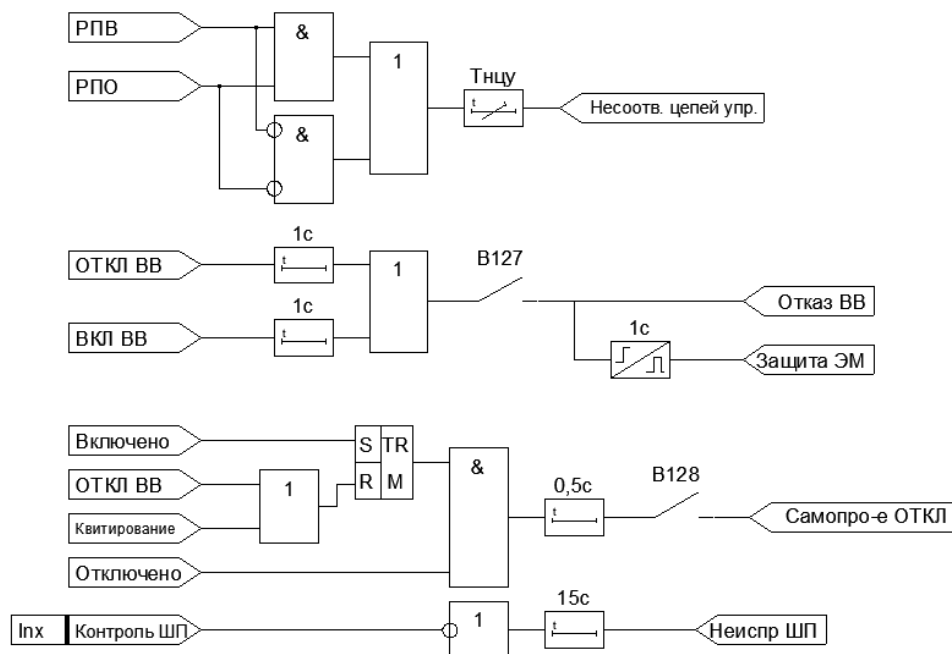 РПВ
&
1
РПО
Тнцу
t
Несоотв. цепей упр.
&
1с
ОТКЛ ВВ
t
1
В127
Отказ ВВ
1с
ВКЛ ВВ
t
1с
Защита ЭМ
Включено
S TR
ОТКЛ ВВ
1
R M
&
0,5с
В128
t
Самопро-е ОТКЛ
Квитирование
Отключено
Inx Контроль ШП
1
15с
t
Неиспр ШП